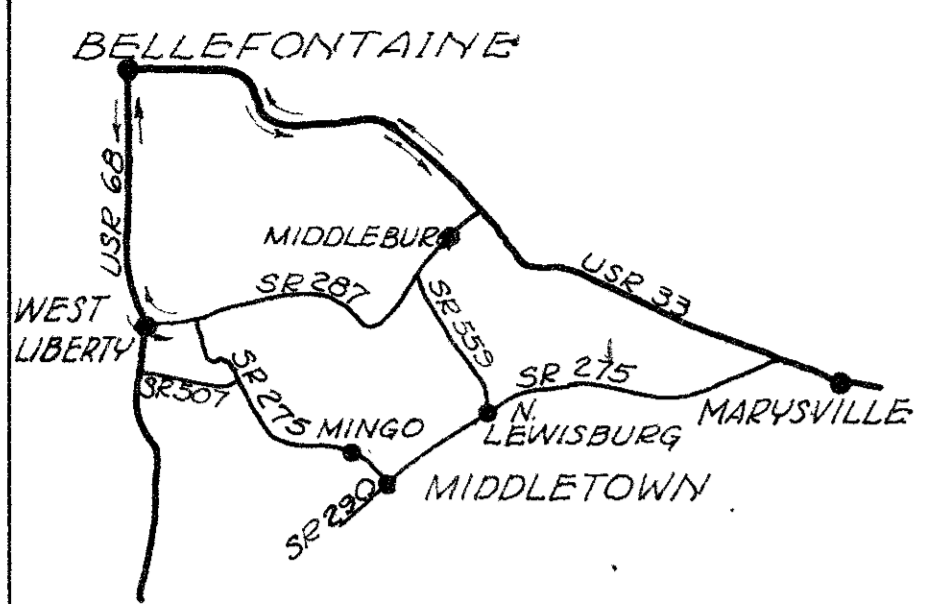 BELLEFONTAINE
USR 68
MIDDLEBURG
SR 287
USR 33
WEST
LIBERTY
SR 559
SR 275
SR 507
SR 275
N.
LEWISBURG
MARYSVILLE
MINGO
MIDDLETOWN
SR 290